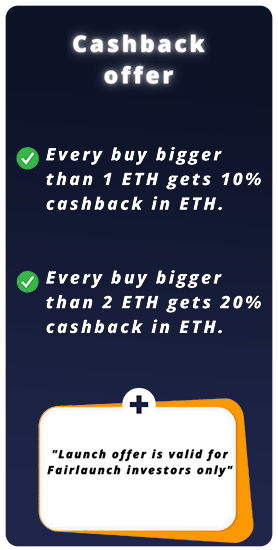 Cashback
offer
Every buy bigger
than 1 ETH gets 10%
cashback in ETH.
Every buy bigger
than 2 ETH gets 20%
cashback in ETH.
+
"Launch offer is valid for
Fairlaunch investors only"